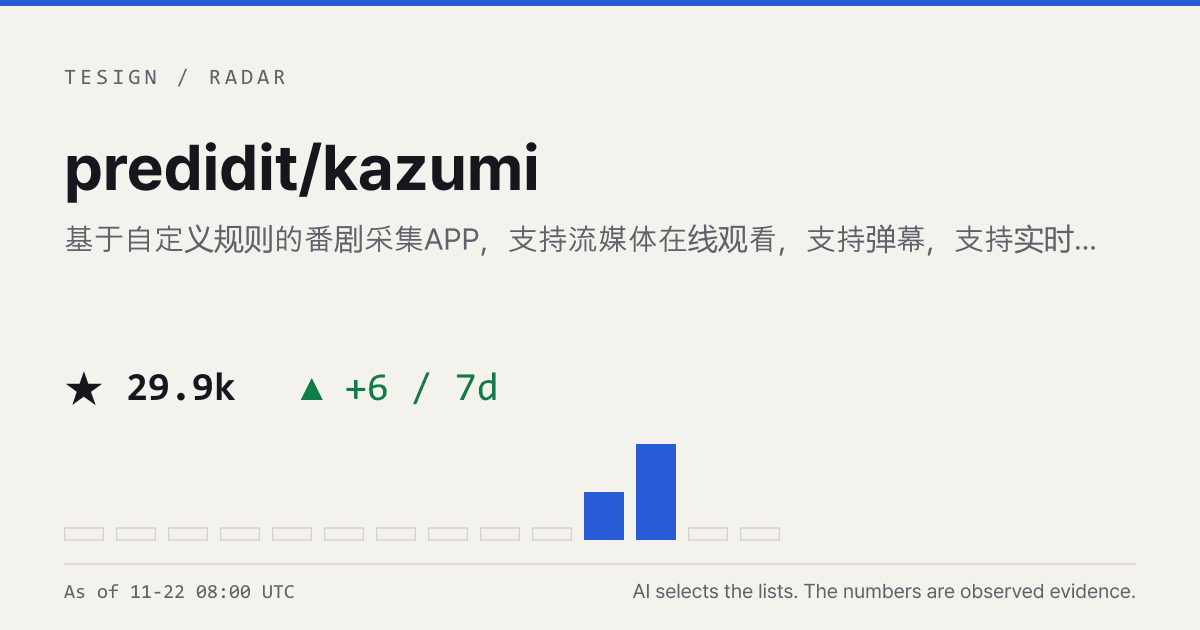 TESIGN / RADAR
predidit/kazumi
基于自定义规则的番剧采集APP，支持流媒体在线观看，支持弹幕，支持实时...
★ 29.9k ▲ +6 / 7d
As of 11-22 08:00 UTC
AI selects the lists. The numbers are observed evidence.